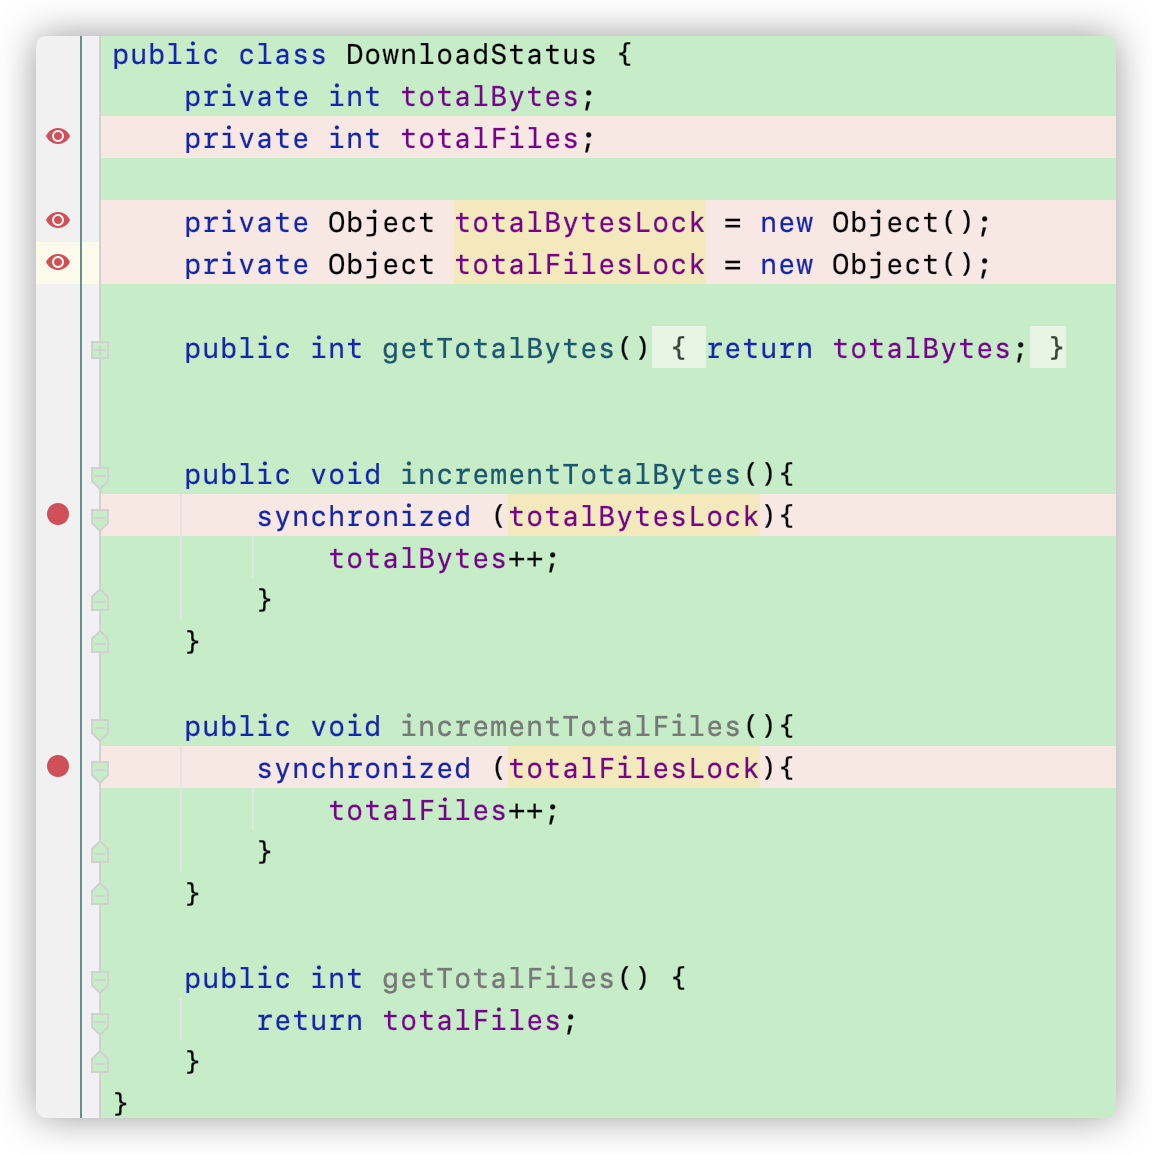 public class DownloadStatus {
    private int totalBytes;
    private int totalFiles;
    private Object totalBytesLock = new Object();
    private Object totalFilesLock = new Object();
    public int getTotalBytes() { return totalBytes; }
    public void incrementTotalBytes(){
        synchronized (totalBytesLock){
            totalBytes++;
        }
    }
    public void incrementTotalFiles(){
        synchronized (totalFilesLock){
            totalFiles++;
        }
    }
    public int getTotalFiles() {
        return totalFiles;
    }
}